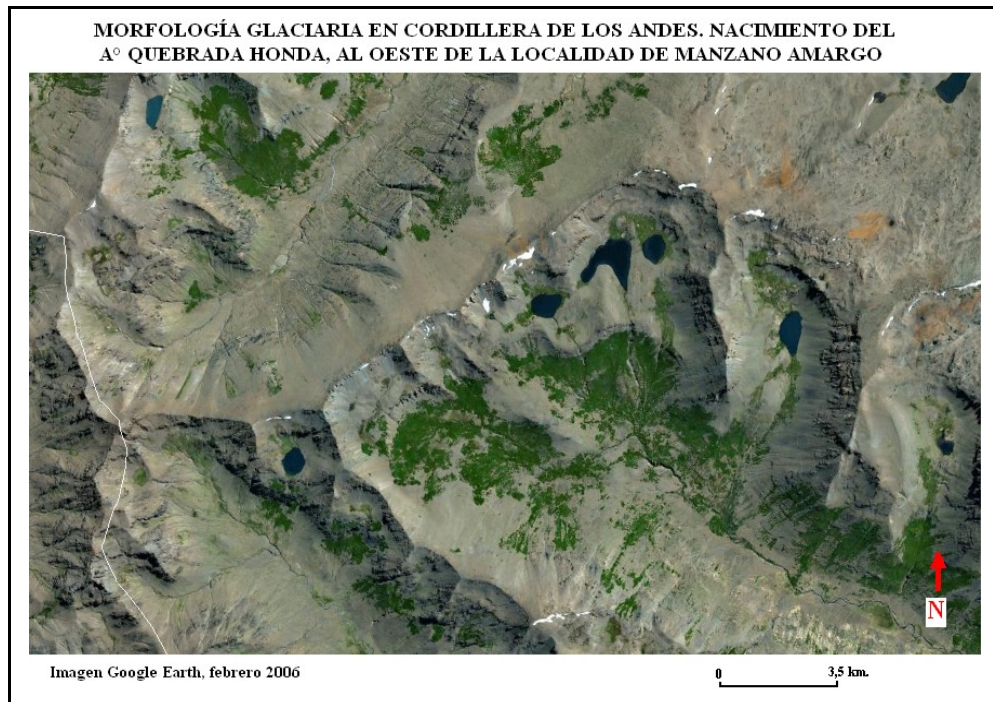 MORFOLOGÍA GLACIARIA EN CORDILLERA DE LOS ANDES. NACIMIENTO DEL
A° QUEBRADA HONDA, AL OESTE DE LA LOCALIDAD DE MANZANO AMARGO
N
Imagen Google Earth, febrero 2006
0 3,5 km.